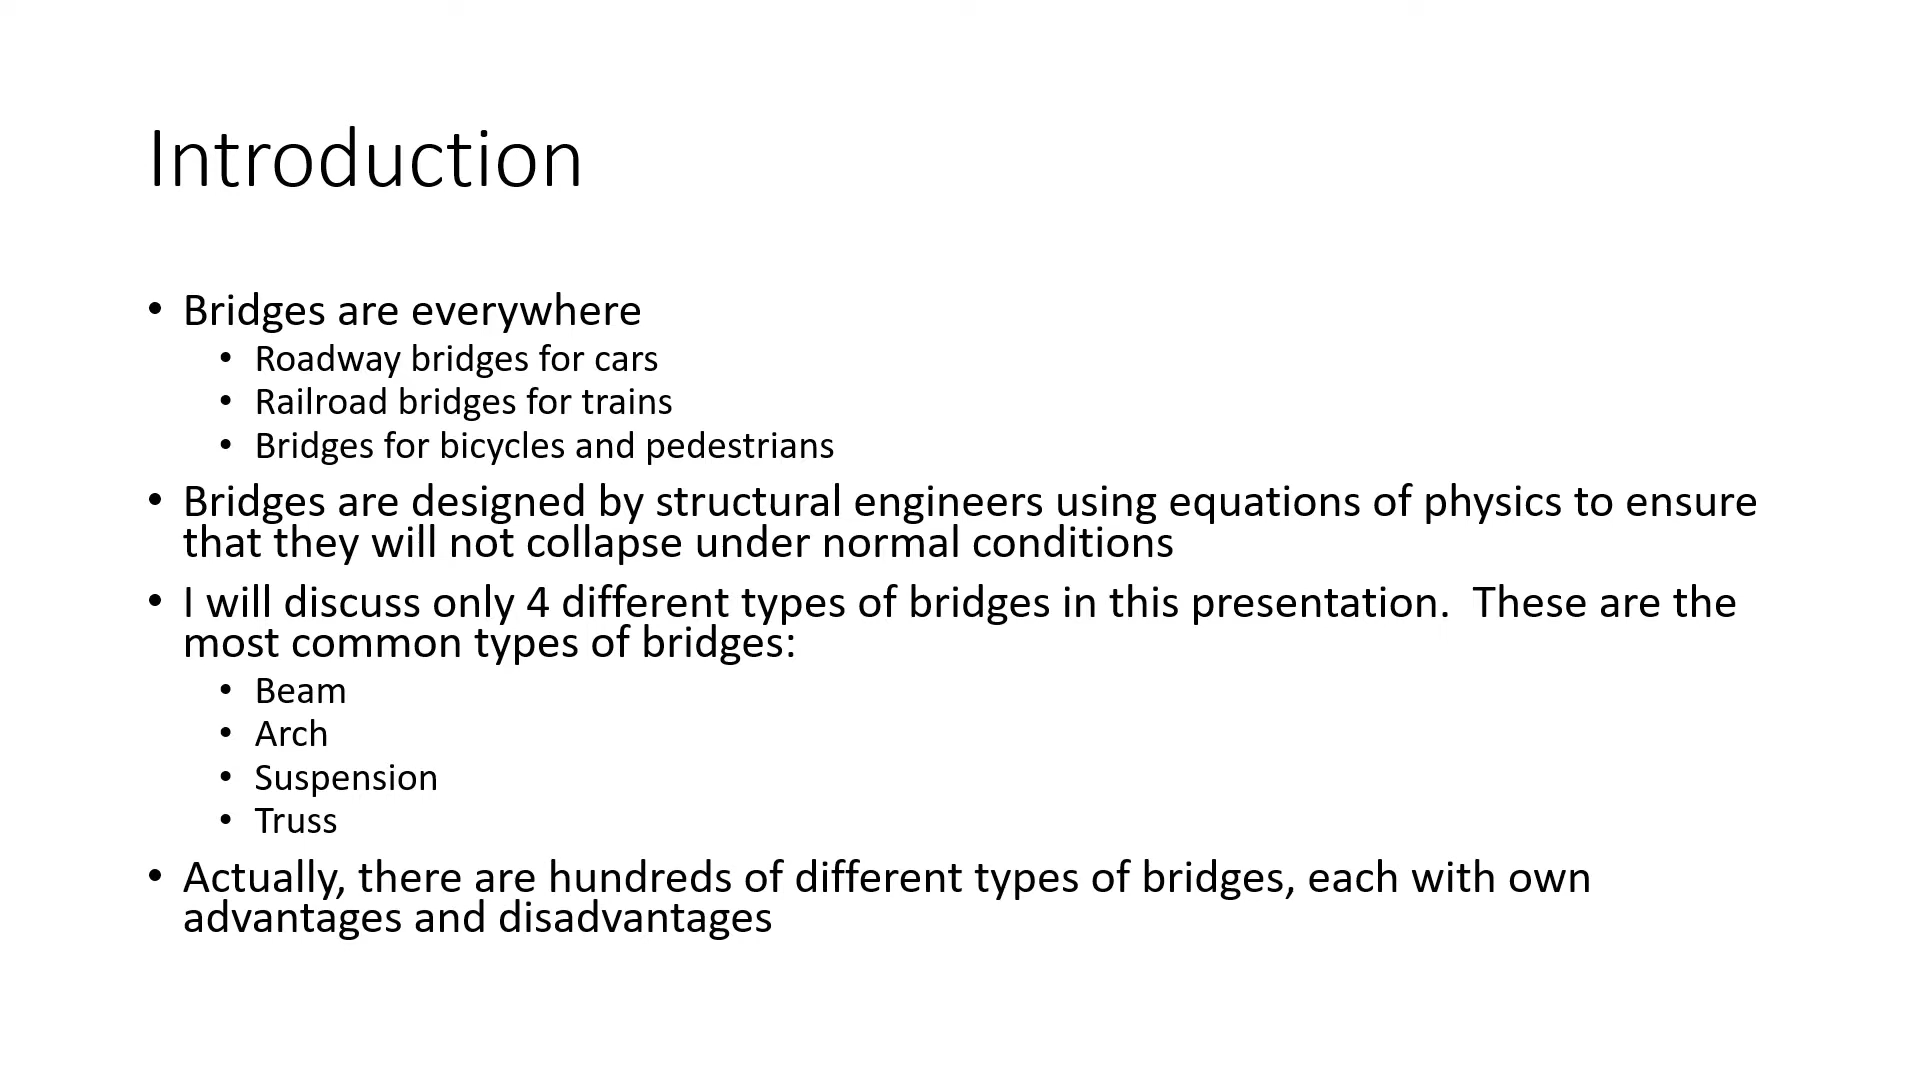 Introduction
• Bridges are everywhere
• Roadway bridges for cars
• Railroad bridges for trains
• Bridges for bicycles and pedestrians
• Bridges are designed by structural engineers using equations of physics to ensure
that they will not collapse under normal conditions
• I will discuss only 4 different types of bridges in this presentation.  These are the
most common types of bridges:
• Beam
• Arch
• Suspension
• Truss
• Actually, there are hundreds of different types of bridges, each with own
advantages and disadvantages